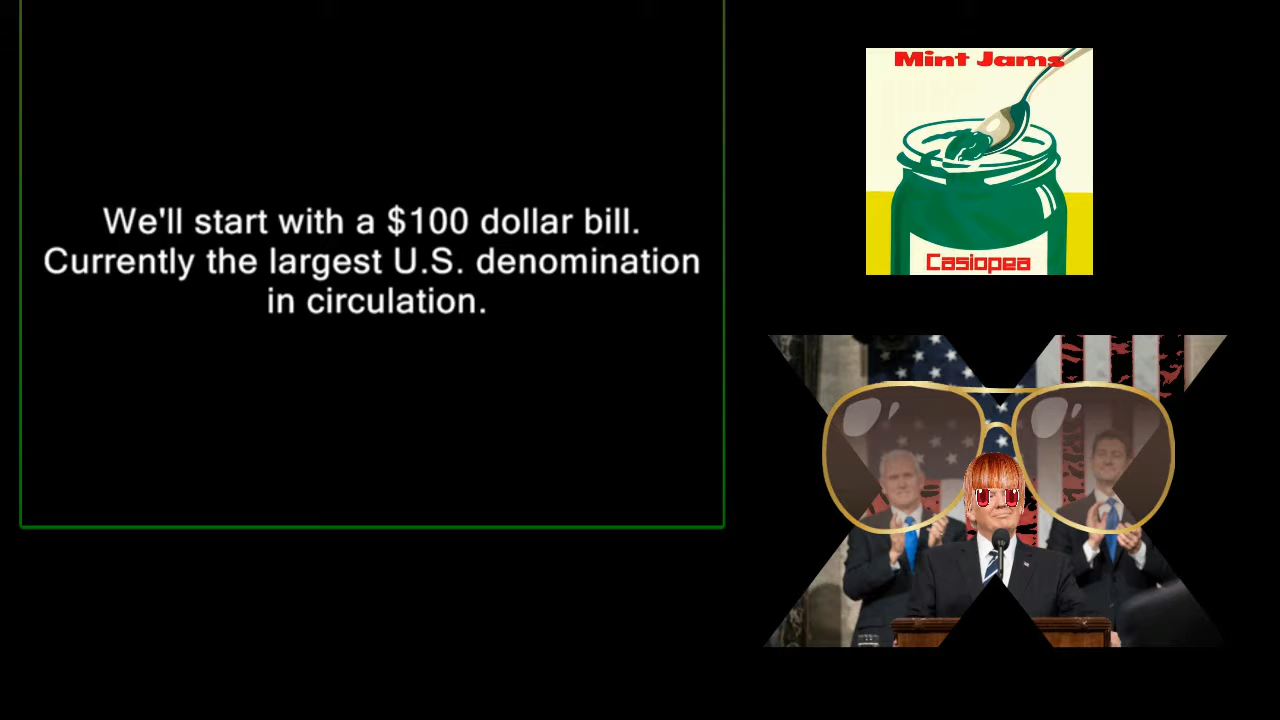 We'll start with a $100 dollar bill.
Currently the largest U.S. denomination
in circulation.
Mint Jams
Casiopea